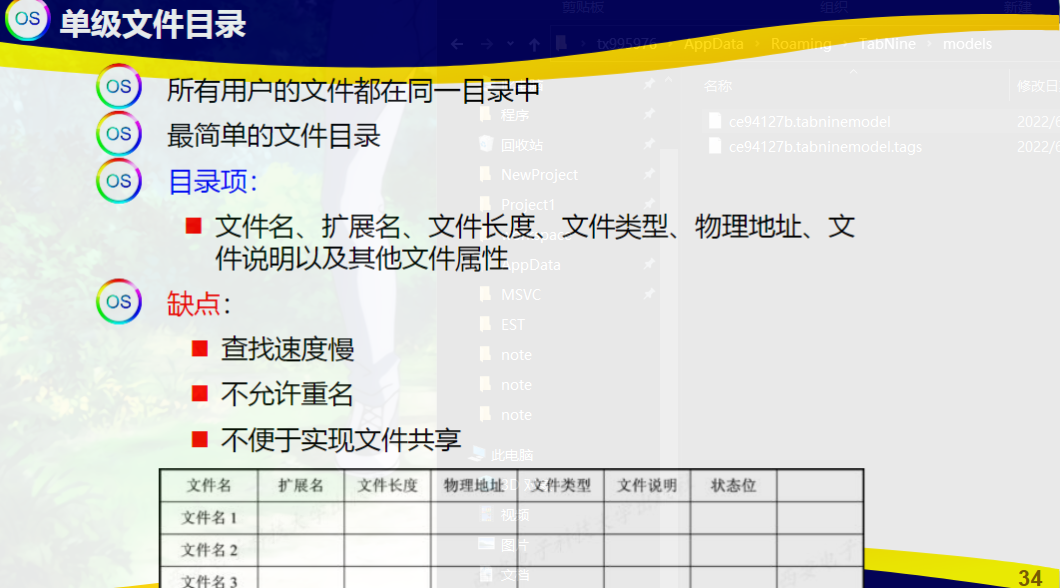 OS 单级文件目录
剪贴板 组织 新建
tx995976 AppData Roaming TabNine models
OS 所有用户的文件都在同一目录中
名称 修改日
程序
ce94127b.tabninemodel 2022/6
OS 最简单的文件目录
回收站
ce94127b.tabninemodel.tags 2022/6
OS 目录项:
NewProject
Project1
文件名、扩展名、文件长度、文件类型、物理地址、文
件说明以及其他文件属性
AppData
MSVC
OS 缺点:
EST
查找速度慢
note
不允许重名
note
note
不便于实现文件共享
此电脑
文件名 扩展名 文件长度 物理地址 文件类型 文件说明 状态位
文件名 1
视频
文件名 2
图片
文件名 3
文档
34